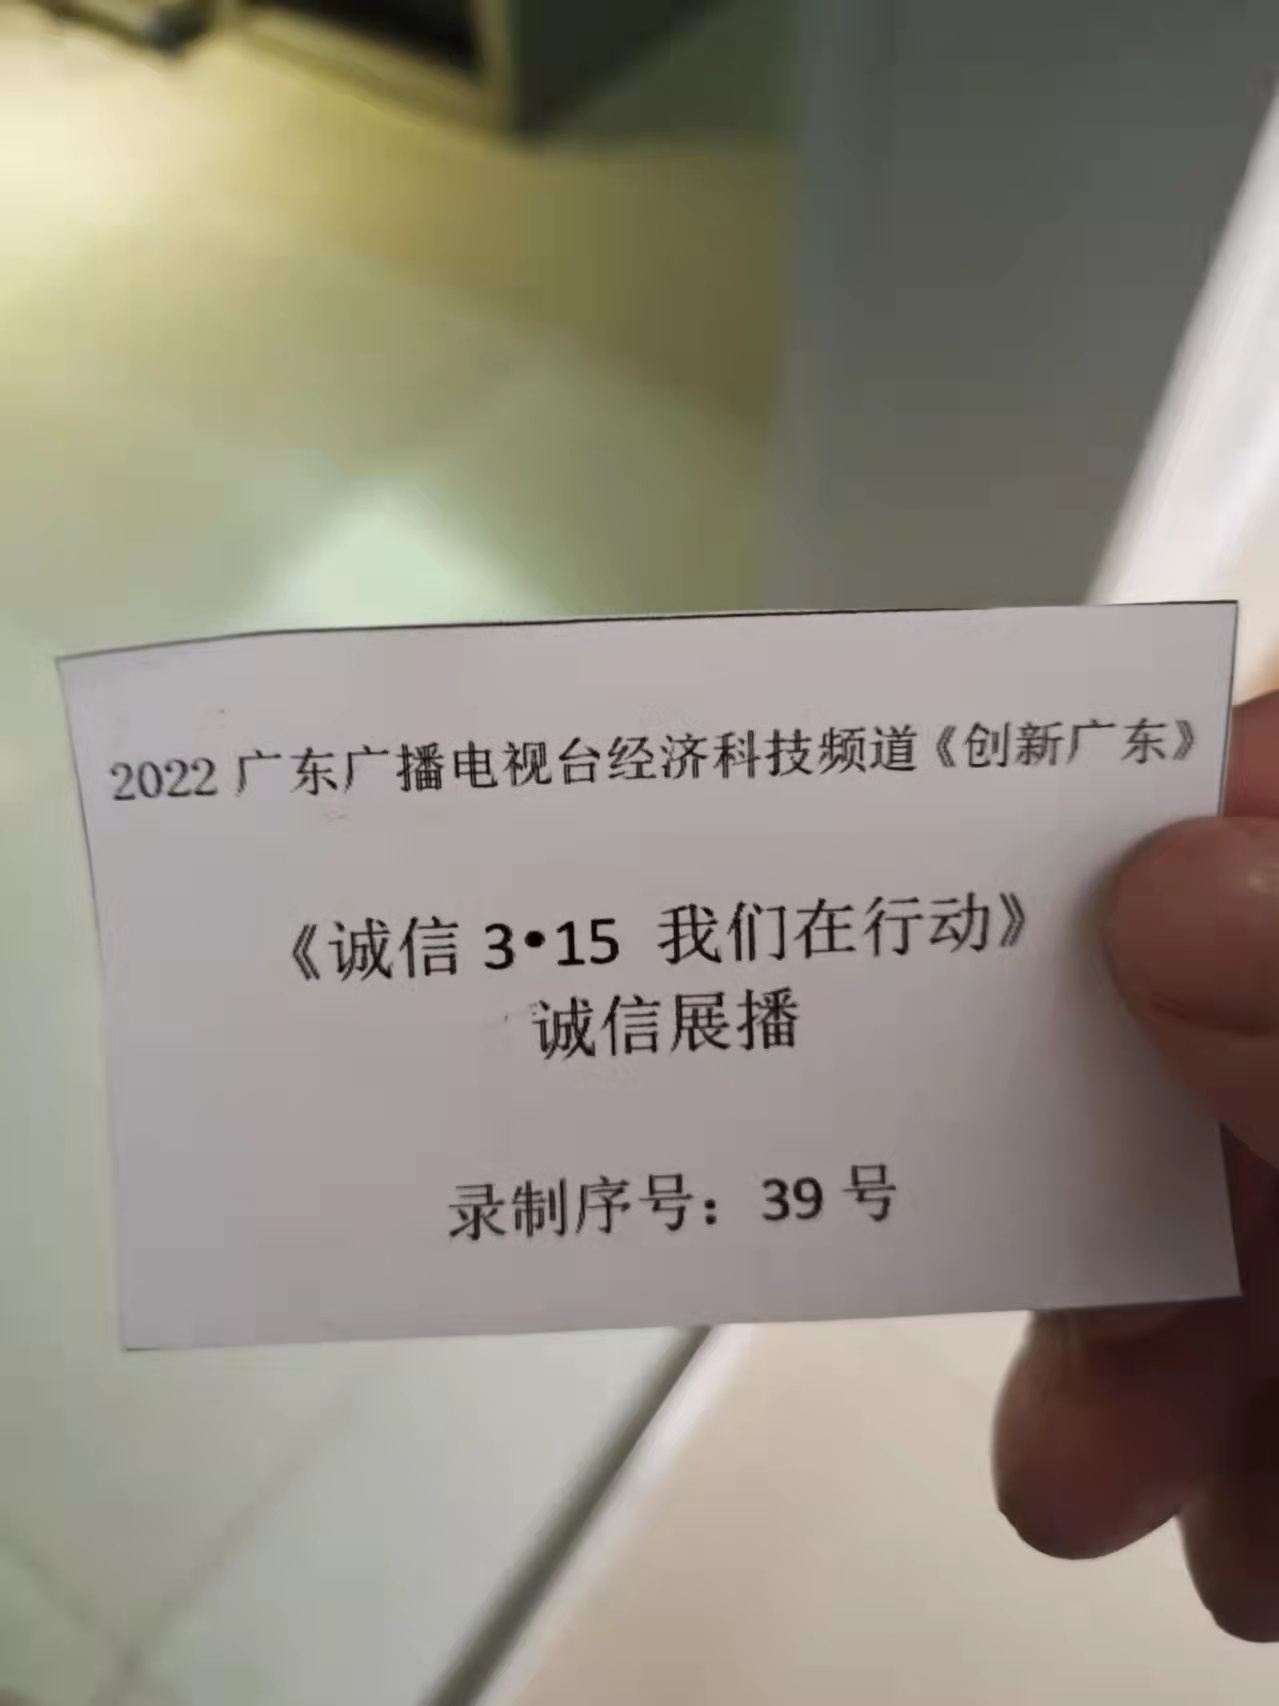 2022 广东广播电视台经济科技频道《创新广东》
《诚信 3•15 我们在行动》
诚信展播
录制序号：39 号